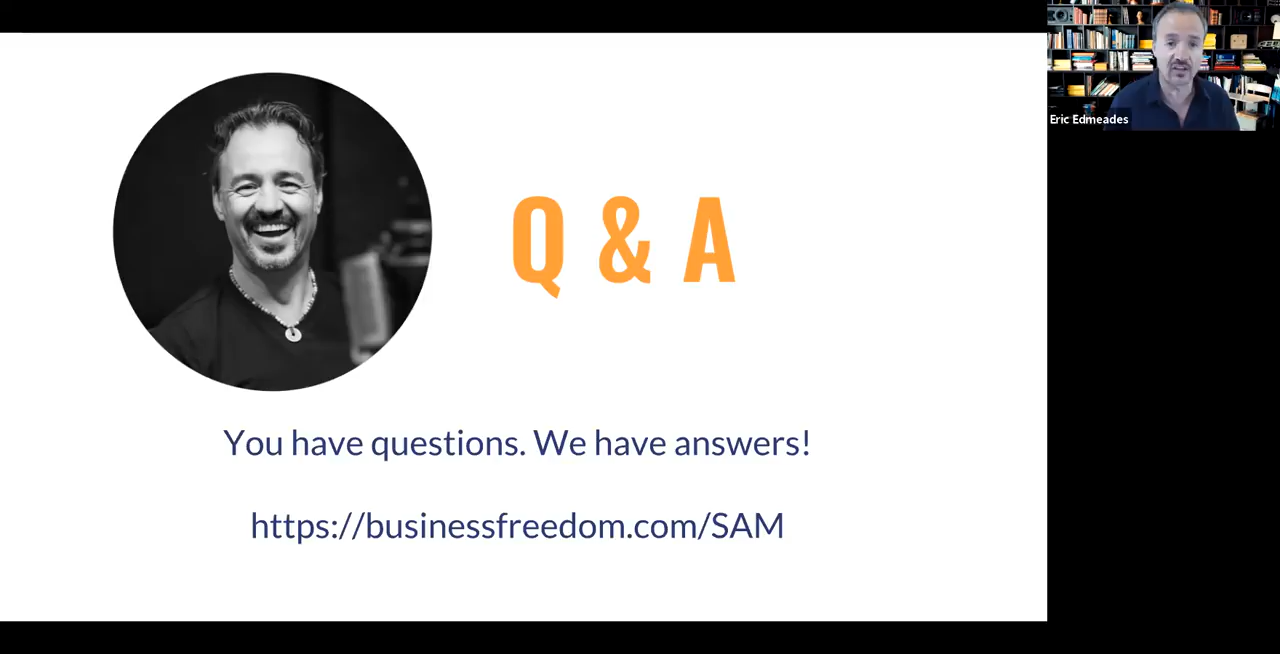 Eric Edmeades
Q & A
You have questions. We have answers!
https://businessfreedom.com/SAM